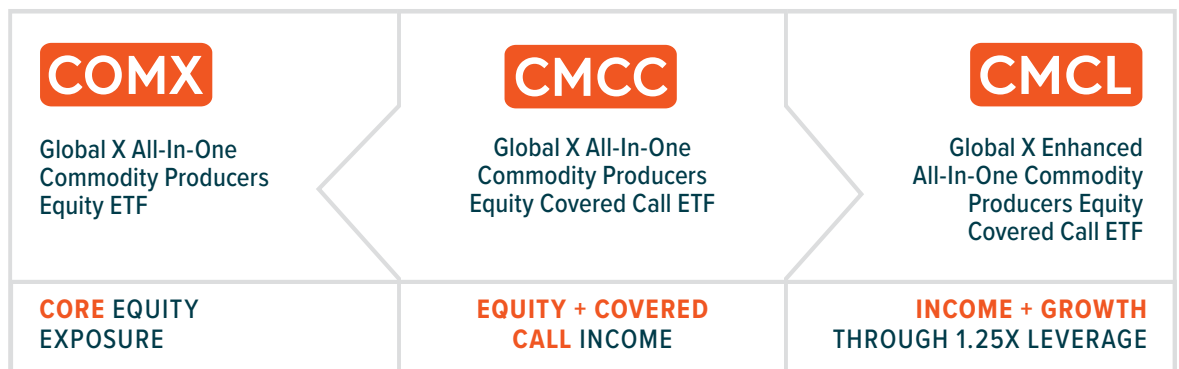 COMX
Global X All-In-One
Commodity Producers
Equity ETF
CORE EQUITY
EXPOSURE
CMCC
Global X All-In-One
Commodity Producers
Equity Covered Call ETF
EQUITY + COVERED
CALL INCOME
CMCL
Global X Enhanced
All-In-One Commodity
Producers Equity
Covered Call ETF
INCOME + GROWTH
THROUGH 1.25X LEVERAGE